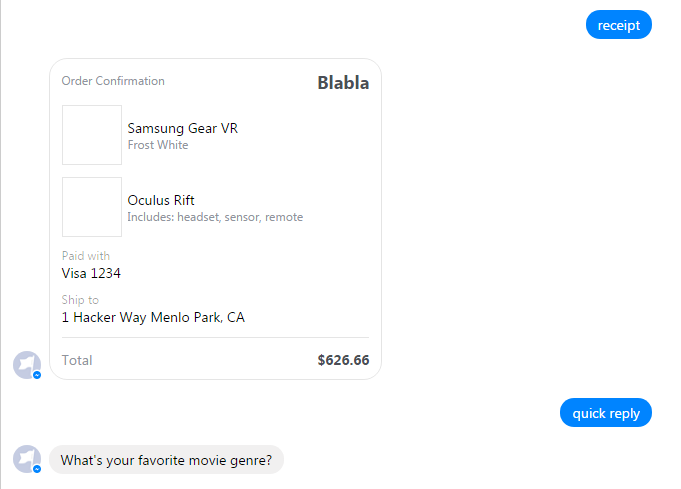 receipt
Order Confirmation
Blabla
Samsung Gear VR
Frost White
Oculus Rift
Includes: headset, sensor, remote
Paid with
Visa 1234
Ship to
1 Hacker Way Menlo Park, CA
Total
$626.66
quick reply
What's your favorite movie genre?